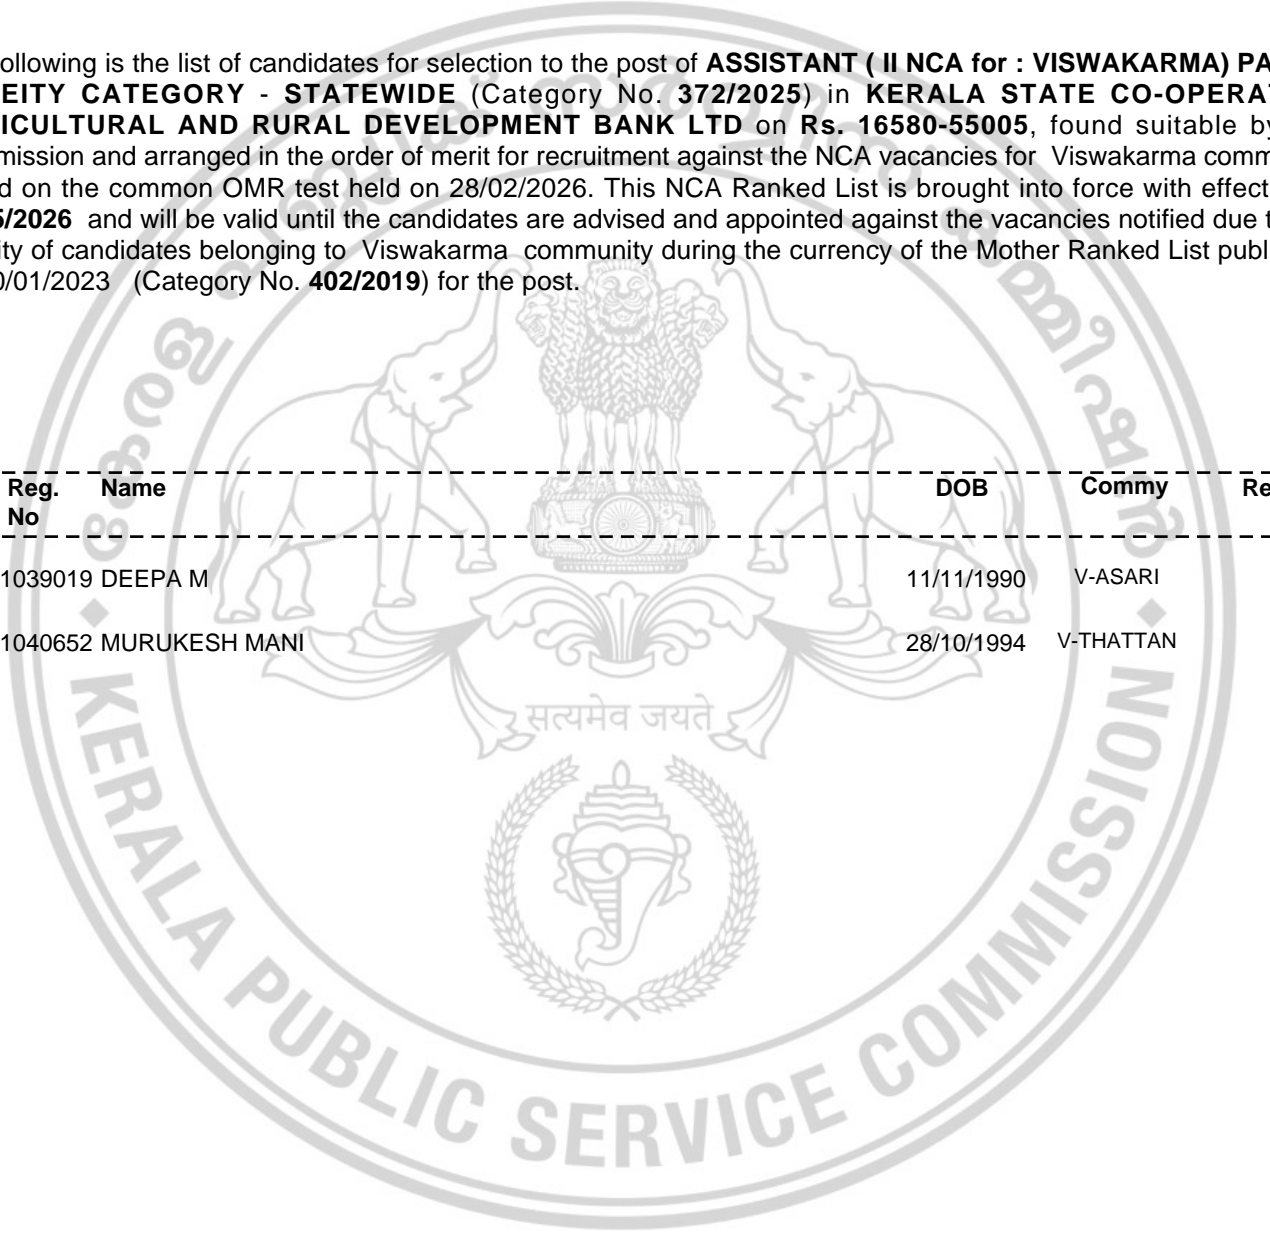 ollowing is the list of candidates for selection to the post of ASSISTANT ( II NCA for : VISWAKARMA) PA
EITY CATEGORY - STATEWIDE (Category No. 372/2025) in KERALA STATE CO-OPERAT
ICULTURAL AND RURAL DEVELOPMENT BANK LTD on Rs. 16580-55005, found suitable by
mission and arranged in the order of merit for recruitment against the NCA vacancies for Viswakarma comm
d on the common OMR test held on 28/02/2026. This NCA Ranked List is brought into force with effect
5/2026 and will be valid until the candidates are advised and appointed against the vacancies notified due t
ity of candidates belonging to Viswakarma community during the currency of the Mother Ranked List publ
0/01/2023 (Category No. 402/2019) for the post.
Reg. No Name DOB Commy Re
1039019 DEEPA M 11/11/1990 V-ASARI
1040652 MURUKESH MANI 28/10/1994 V-THATTAN
सत्यमेव जयते
KERALA PUBLIC SERVICE COMMISSION